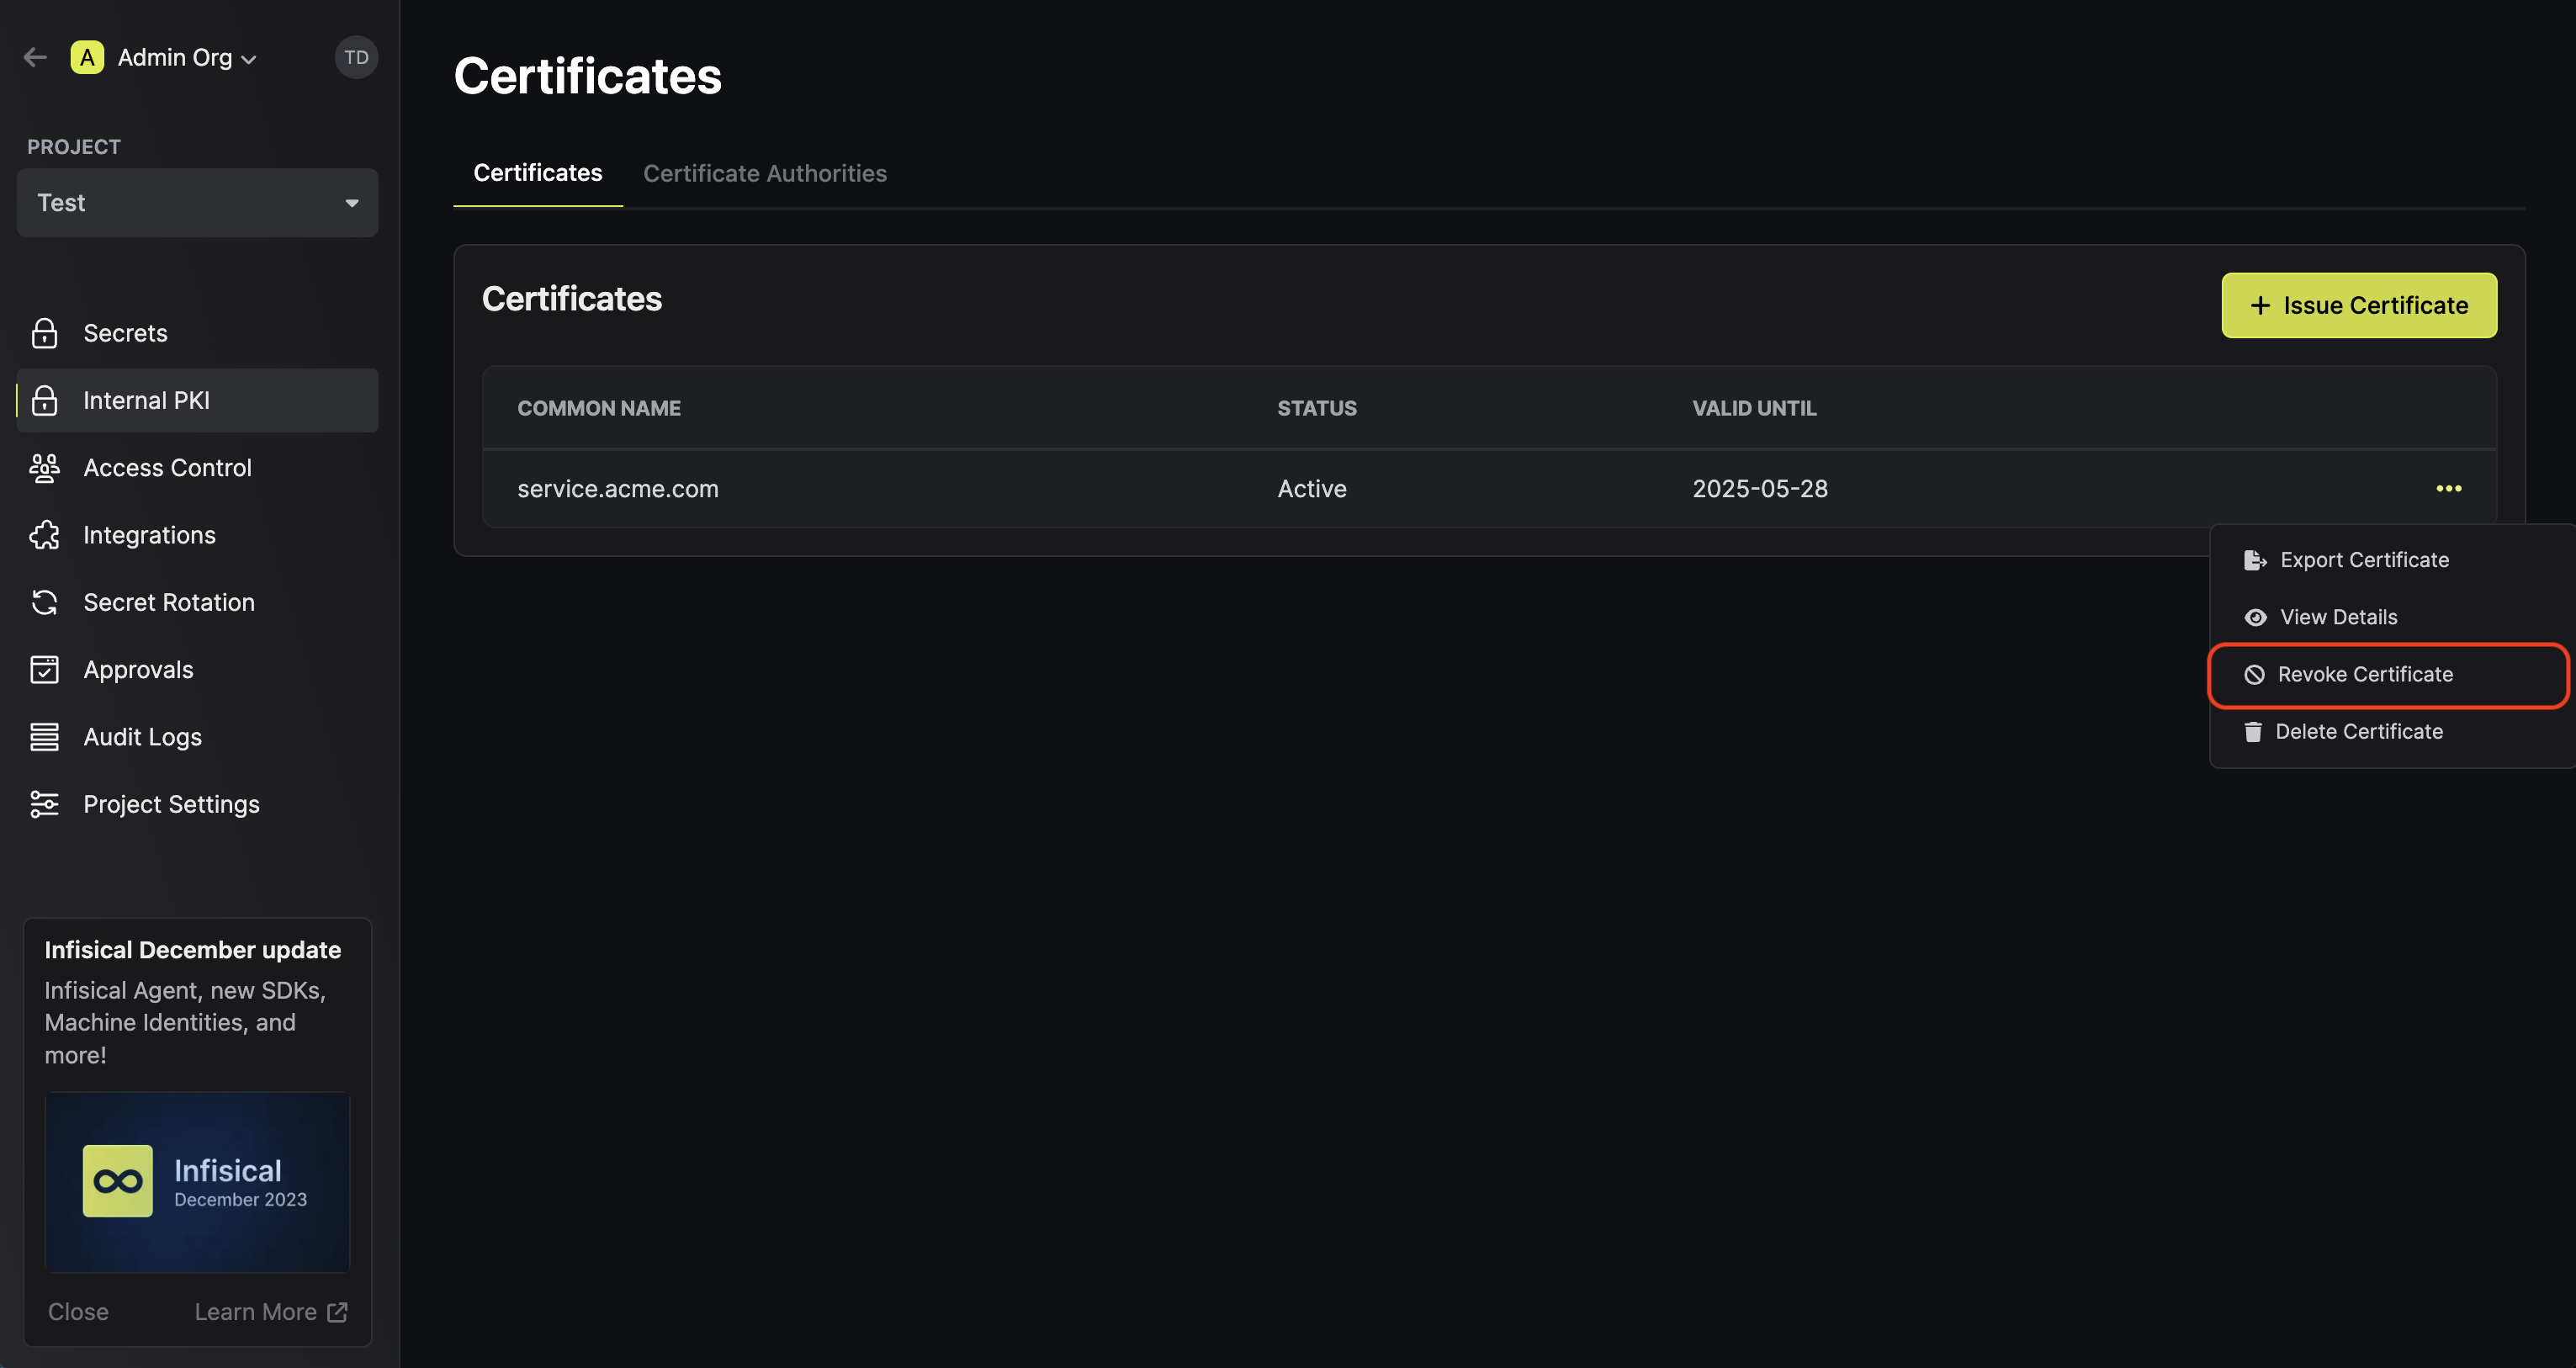 A Admin Org
TD
PROJECT
Test
Secrets
Internal PKI
Access Control
Integrations
Secret Rotation
Approvals
Audit Logs
Project Settings
Infisical December update
Infisical Agent, new SDKs,
Machine Identities, and
more!
Infisical
December 2023
Close
Learn More
Certificates
Certificates
Certificate Authorities
Certificates
+ Issue Certificate
COMMON NAME
STATUS
VALID UNTIL
service.acme.com
Active
2025-05-28
Export Certificate
View Details
Revoke Certificate
Delete Certificate